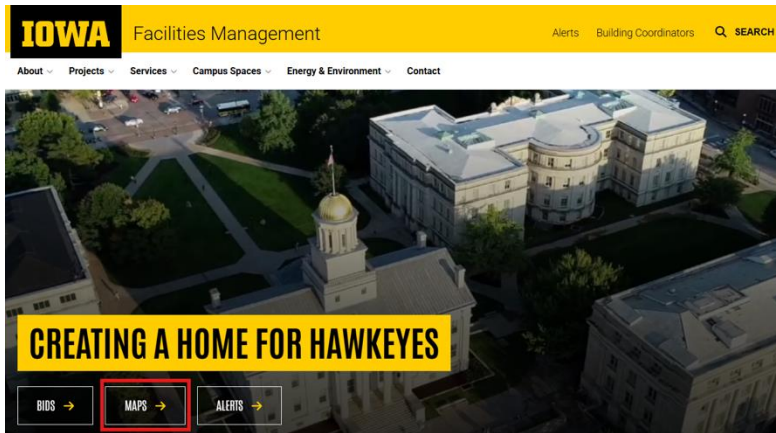 IOWA Facilities Management Alerts Building Coordinators SEARCH
About Projects Services Campus Spaces Energy & Environment Contact
CREATING A HOME FOR HAWKEYES
BIDS → MAPS → ALERTS →